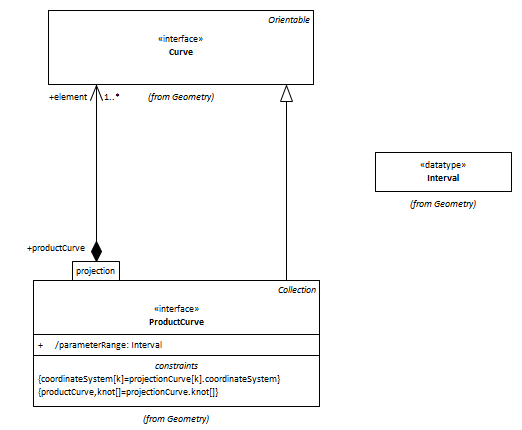 Orientable
«interface»
Curve
+element
1..*
(from Geometry)
«datatype»
Interval
(from Geometry)
+productCurve
projection
Collection
«interface»
ProductCurve
+ /parameterRange: Interval
constraints
{coordinateSystem[k]=projectionCurve[k].coordinateSystem}
{productCurve,knot[]=projectionCurve.knot[]}
(from Geometry)